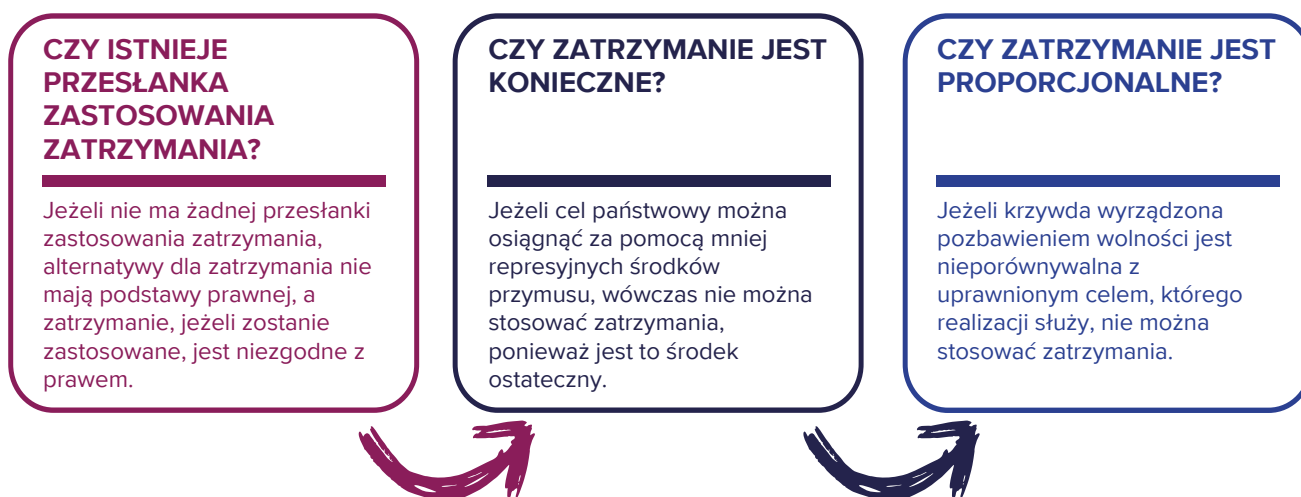 CZY ISTNIEJE
PRZESŁANKA
ZASTOSOWANIA
ZATRZYMANIA?
Jeżeli nie ma żadnej przesłanki
zastosowania zatrzymania,
alternatywy dla zatrzymania nie
mają podstawy prawnej, a
zatrzymanie, jeżeli zostanie
zastosowane, jest niezgodne z
prawem.
CZY ZATRZYMANIE JEST
KONIECZNE?
Jeżeli cel państwowy można
osiągnąć za pomocą mniej
represyjnych środków
przymusu, wówczas nie można
stosować zatrzymania,
ponieważ jest to środek
ostateczny.
CZY ZATRZYMANIE JEST
PROPORCJONALNE?
Jeżeli krzywda wyrządzona
pozbawieniem wolności jest
nieporównywalna z
uprawnionym celem, którego
realizacji służy, nie można
stosować zatrzymania.